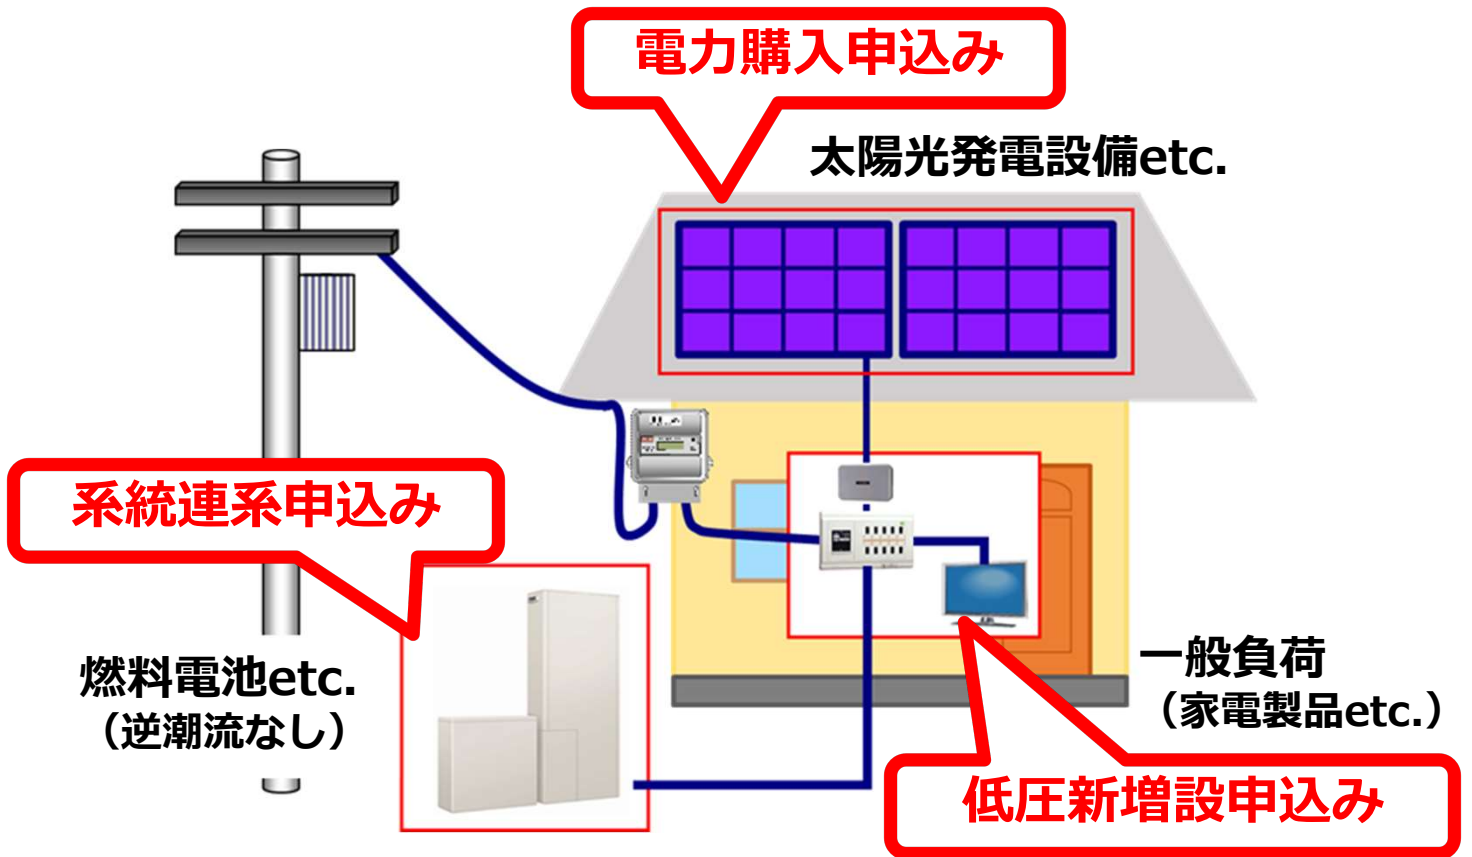 電力購入申込み
太陽光発電設備etc.
系統連系申込み
燃料電池etc.
（逆潮流なし）
一般負荷
（家電製品etc.）
低圧新増設申込み